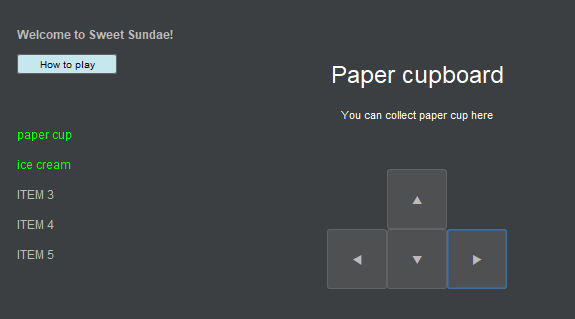 Welcome to Sweet Sundae!
How to play
paper cup
ice cream
ITEM 3
ITEM 4
ITEM 5
Paper cupboard
You can collect paper cup here
▲
◀
▼
▶